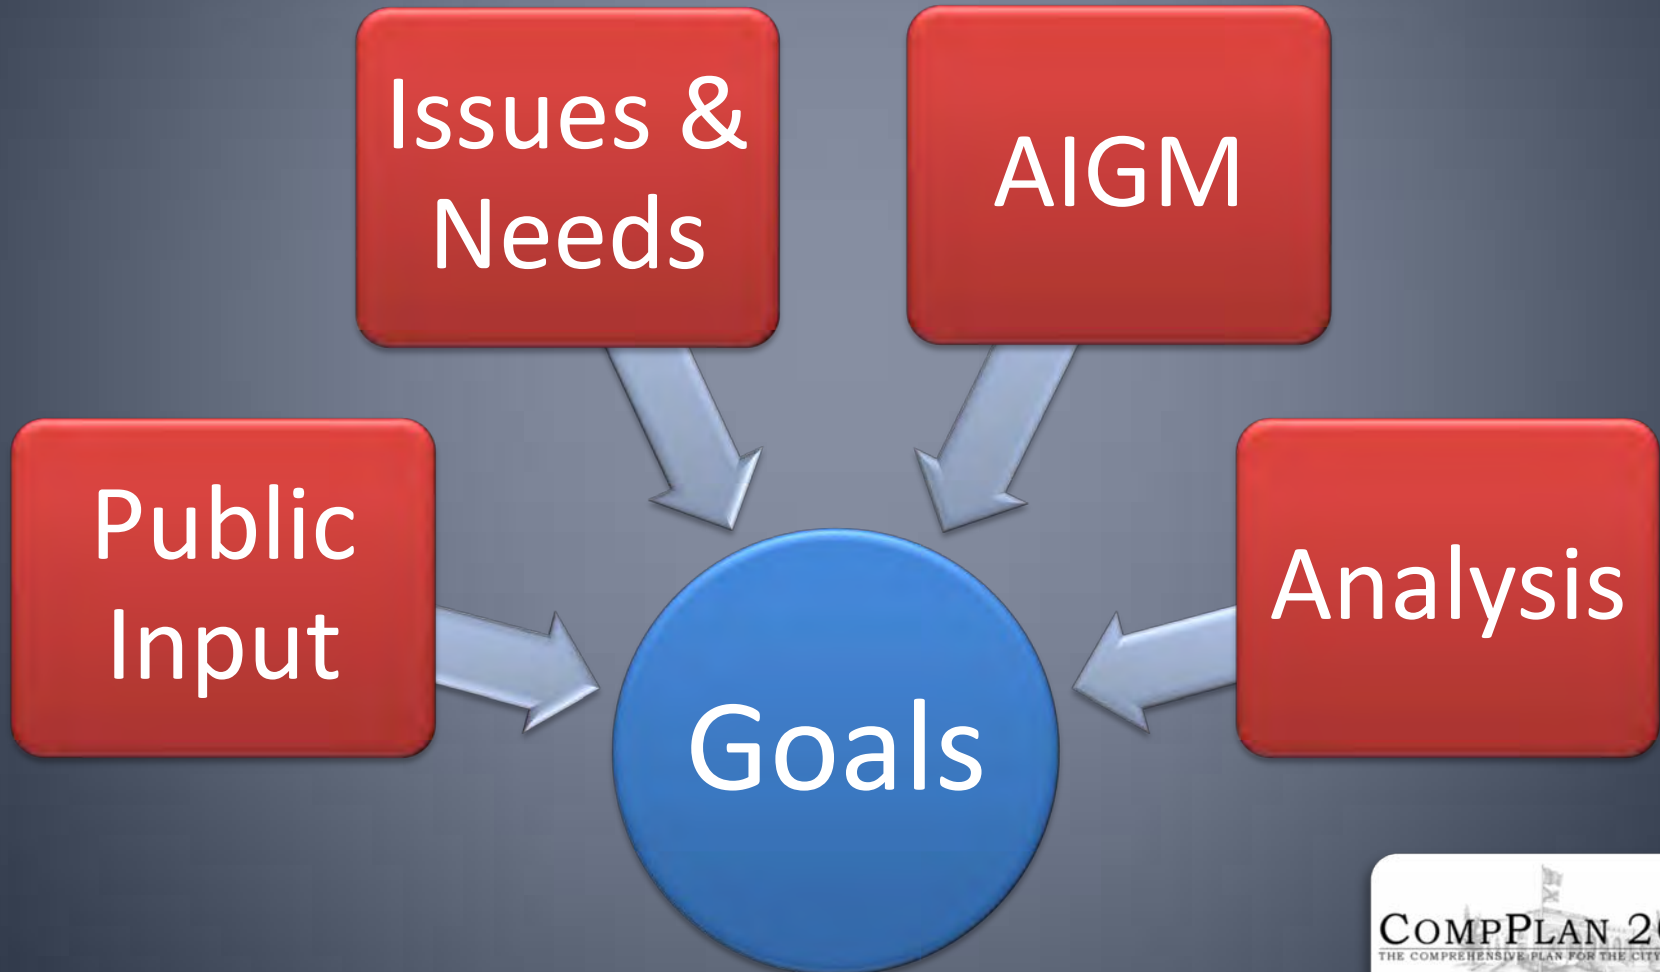 Issues &
Needs
AIGM
Public
Input
Analysis
Goals
COMPPLAN
THE COMPREHENSIVE PLAN FOR THE CITY